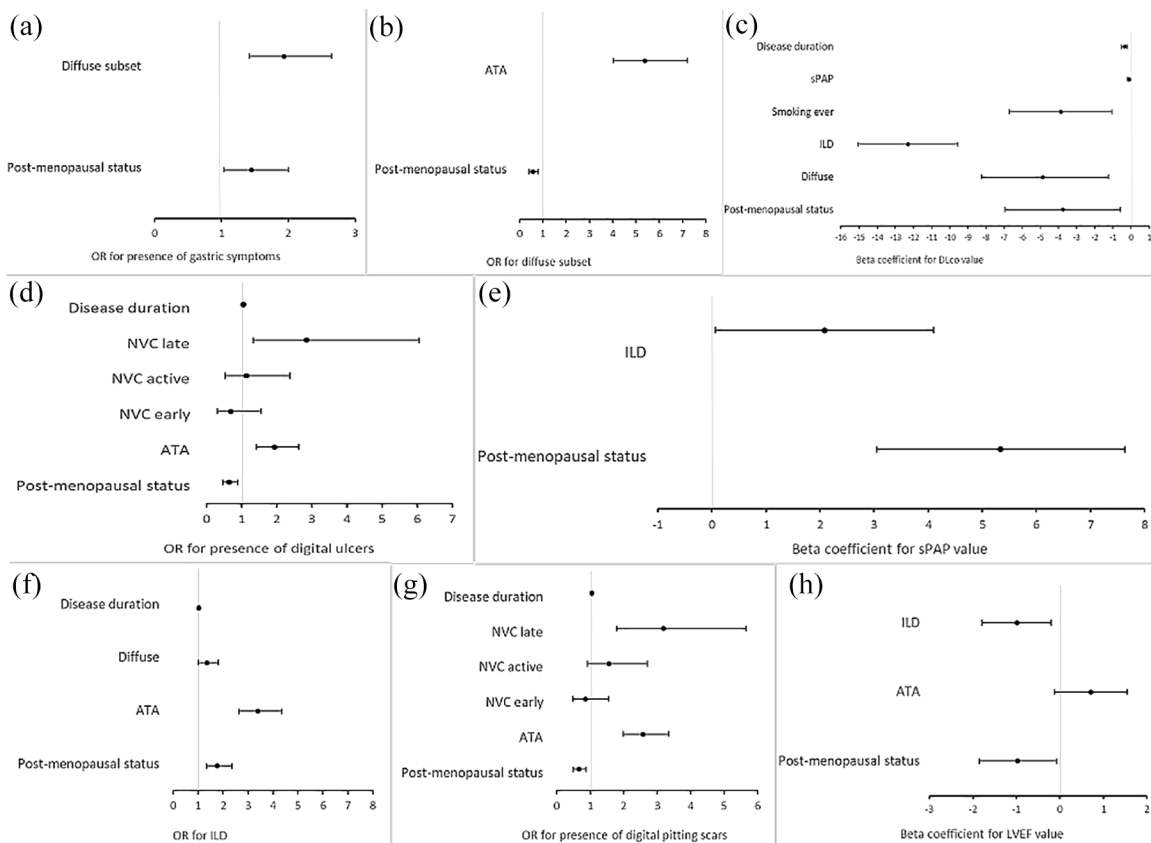 (a)
Diffuse subset
Post-menopausal status
0 1 2 3
OR for presence of gastric symptoms
(b)
ATA
Post-menopausal status
0 1 2 3 4 5 6 7 8
OR for diffuse subset
(c)
Disease duration
sPAP
Smoking ever
ILD
Diffuse
Post-menopausal status
-16 -15 -14 -13 -12 -11 -10 -9 -8 -7 -6 -5 -4 -3 -2 -1 0 1
Beta coefficient for DLco value
(d)
Disease duration
NVC late
NVC active
NVC early
ATA
Post-menopausal status
0 1 2 3 4 5 6 7
OR for presence of digital ulcers
(e)
ILD
Post-menopausal status
-1 0 1 2 3 4 5 6 7 8
Beta coefficient for sPAP value
(f)
Disease duration
Diffuse
ATA
Post-menopausal status
0 1 2 3 4 5 6 7 8
OR for ILD
(g)
Disease duration
NVC late
NVC active
NVC early
ATA
Post-menopausal status
0 1 2 3 4 5 6
OR for presence of digital pitting scars
(h)
ILD
ATA
Post-menopausal status
-3 -2 -1 0 1 2
Beta coefficient for LVEF value